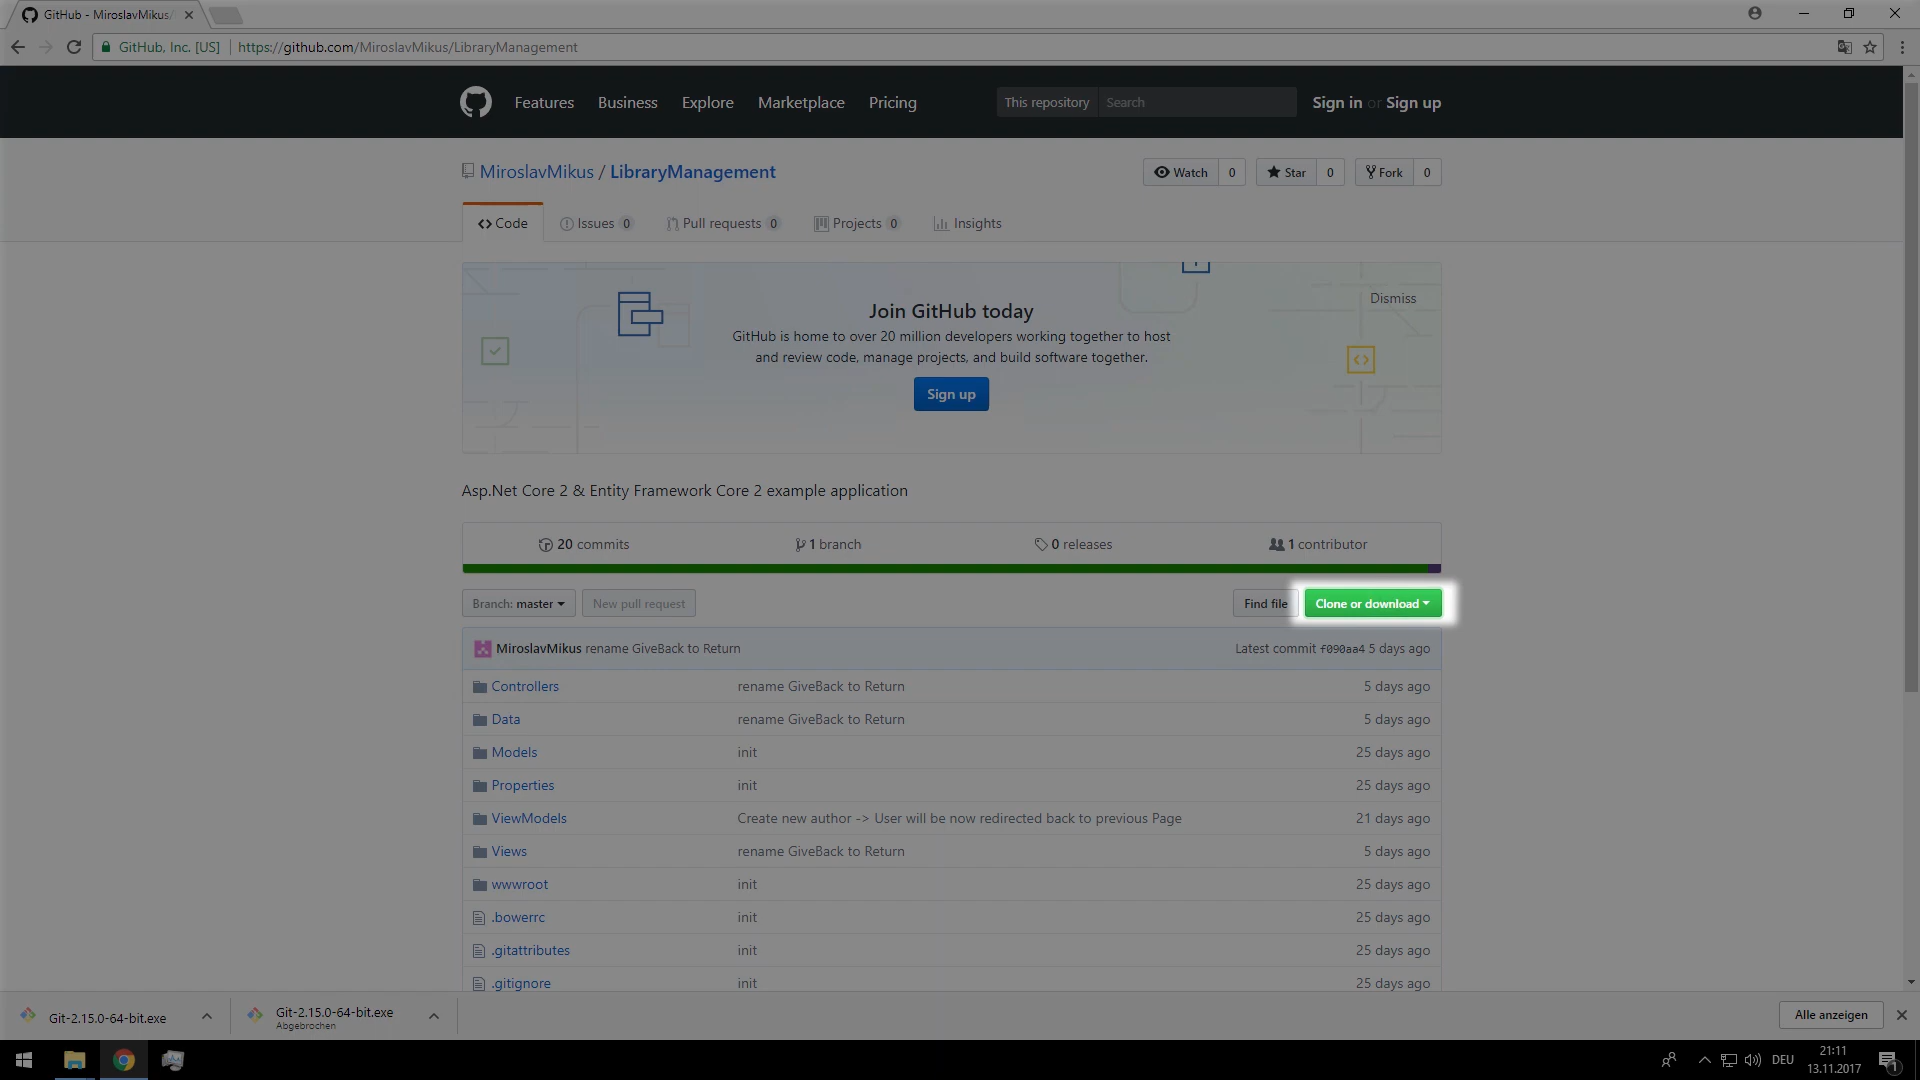 GitHub - MiroslavMikus/
GitHub, Inc. [US] https://github.com/MiroslavMikus/LibraryManagement
Features Business Explore Marketplace Pricing This repository Search Sign in or Sign up
MiroslavMikus / LibraryManagement Watch 0 Star 0 Fork 0
Code Issues 0 Pull requests 0 Projects 0 Insights
Dismiss
Join GitHub today
GitHub is home to over 20 million developers working together to host
and review code, manage projects, and build software together.
Sign up
Asp.Net Core 2 & Entity Framework Core 2 example application
20 commits 1 branch 0 releases 1 contributor
Branch: master New pull request Find file Clone or download
MiroslavMikus rename GiveBack to Return Latest commit f090aa4 5 days ago
Controllers rename GiveBack to Return 5 days ago
Data rename GiveBack to Return 5 days ago
Models init 25 days ago
Properties init 25 days ago
ViewModels Create new author -> User will be now redirected back to previous Page 21 days ago
Views rename GiveBack to Return 5 days ago
wwwroot init 25 days ago
.bowerrc init 25 days ago
.gitattributes init 25 days ago
.gitignore init 25 days ago
Git-2.15.0-64-bit.exe Git-2.15.0-64-bit.exe Alle anzeigen
Abgebrochen
DEU 21:11
13.11.2017 1